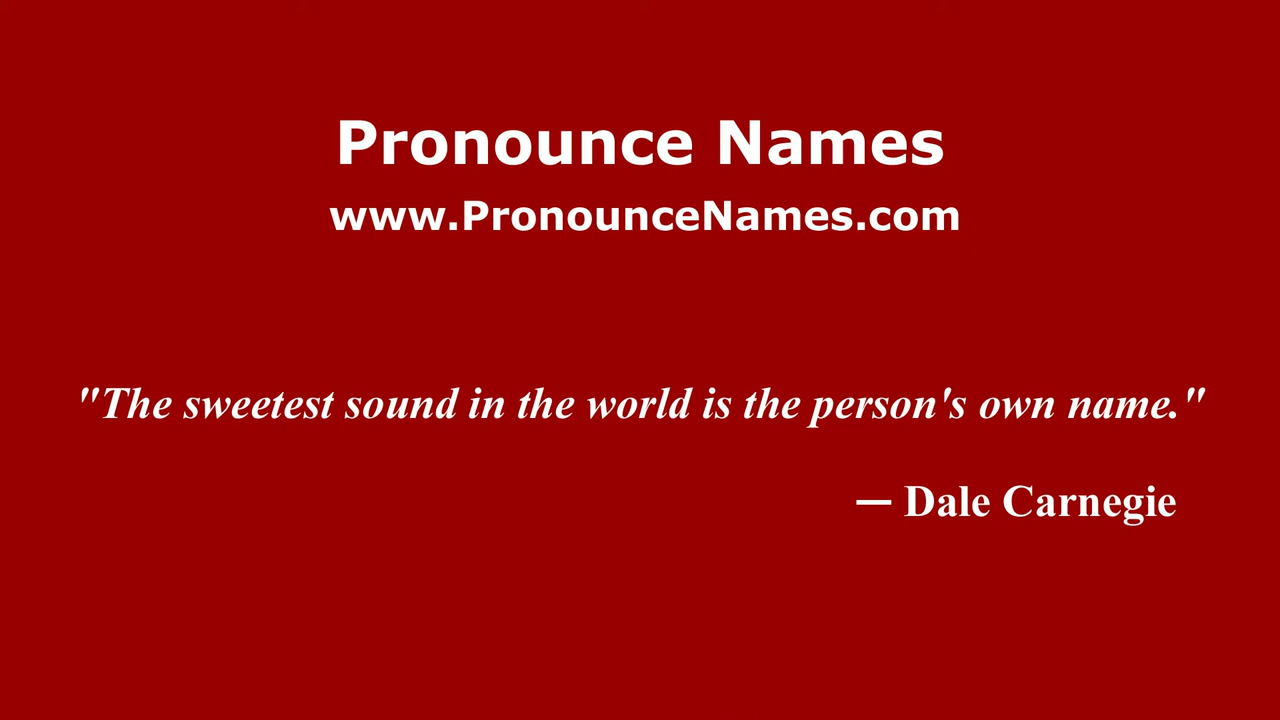 Pronounce Names
www.PronounceNames.com
"The sweetest sound in the world is the person's own name."
— Dale Carnegie